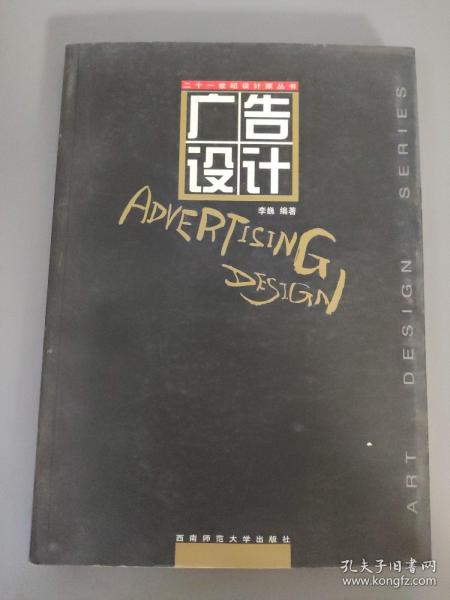 二十一世纪设计家丛书
广告
设计
李巍 编著
ADVERTISING
DESIGN
ART DESIGN SERIES
西南师范大学出版社
孔夫子旧书网
www.kongfz.com